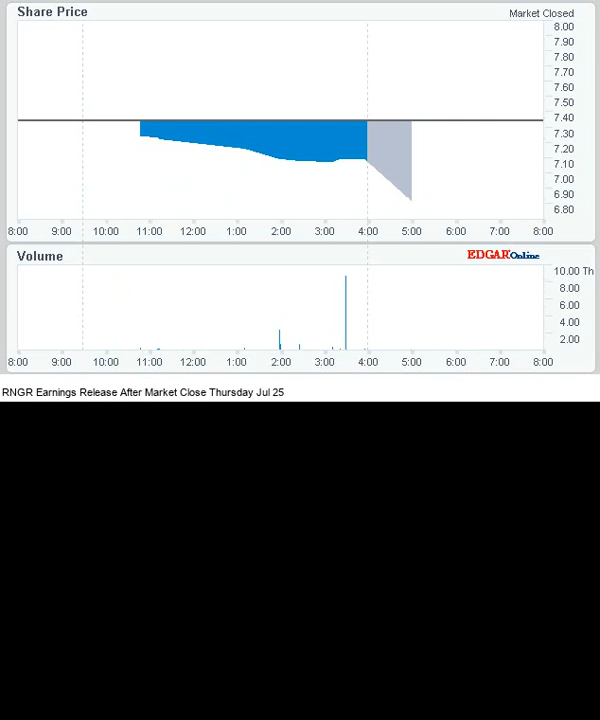 Share Price
Market Closed
8.00
7.90
7.80
7.70
7.60
7.50
7.40
7.30
7.20
7.10
7.00
6.90
6.80
8:00 9:00 10:00 11:00 12:00 1:00 2:00 3:00 4:00 5:00 6:00 7:00 8:00
Volume
EDGAR Online
10.00 Th
8.00
6.00
4.00
2.00
8:00 9:00 10:00 11:00 12:00 1:00 2:00 3:00 4:00 5:00 6:00 7:00 8:00
RNGR Earnings Release After Market Close Thursday Jul 25